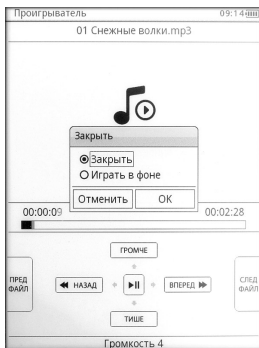 Проигрыватель 09:14
01 Снежные волки.mp3
Закрыть
Закрыть
Играть в фоне
Отменить OK
00:00:09 00:02:28
ГРОМЧЕ
ПРЕД ФАЙЛ
НАЗАД
ВПЕРЕД
СЛЕД ФАЙЛ
ТИШЕ
Громкость 4